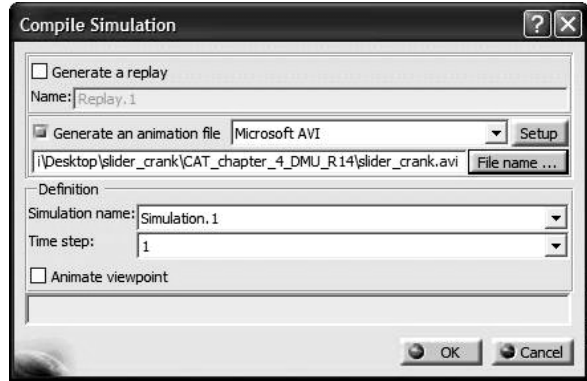 Compile Simulation
Generate a replay
Name: Replay.1
Generate an animation file Microsoft AVI Setup
i\Desktop\slider_crank\CAT_chapter_4_DMU_R14\slider_crank.avi File name ...
Definition
Simulation name: Simulation.1
Time step: 1
Animate viewpoint
OK Cancel